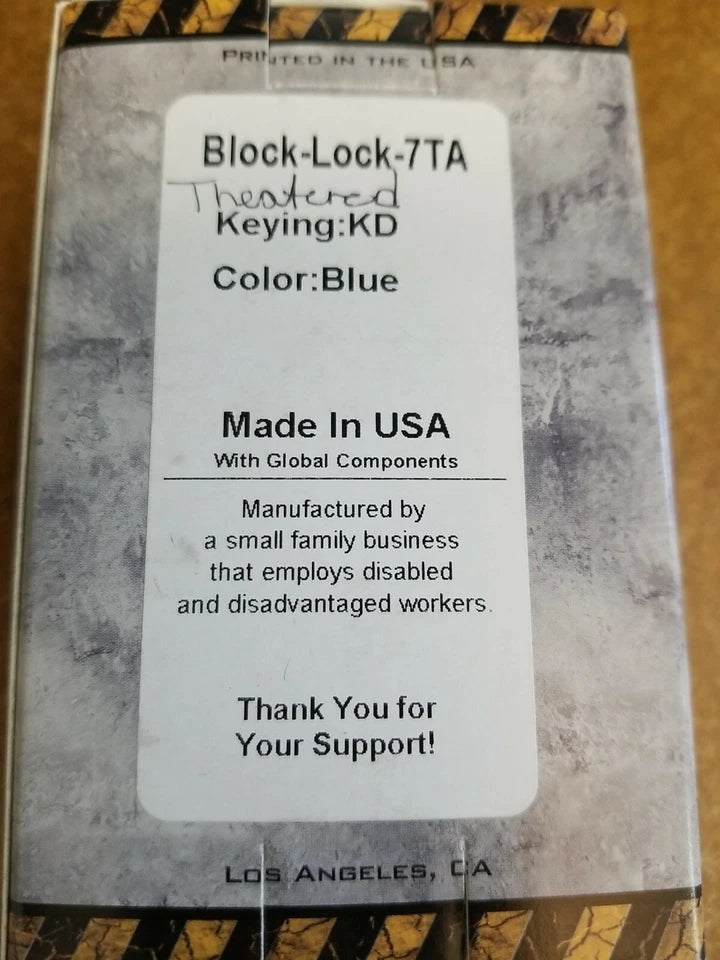 PRINTED IN THE USA
Block-Lock-7TA
Theatered
Keying:KD
Color:Blue
Made In USA
With Global Components
Manufactured by
a small family business
that employs disabled
and disadvantaged workers.
Thank You for
Your Support!
LOS ANGELES, CA